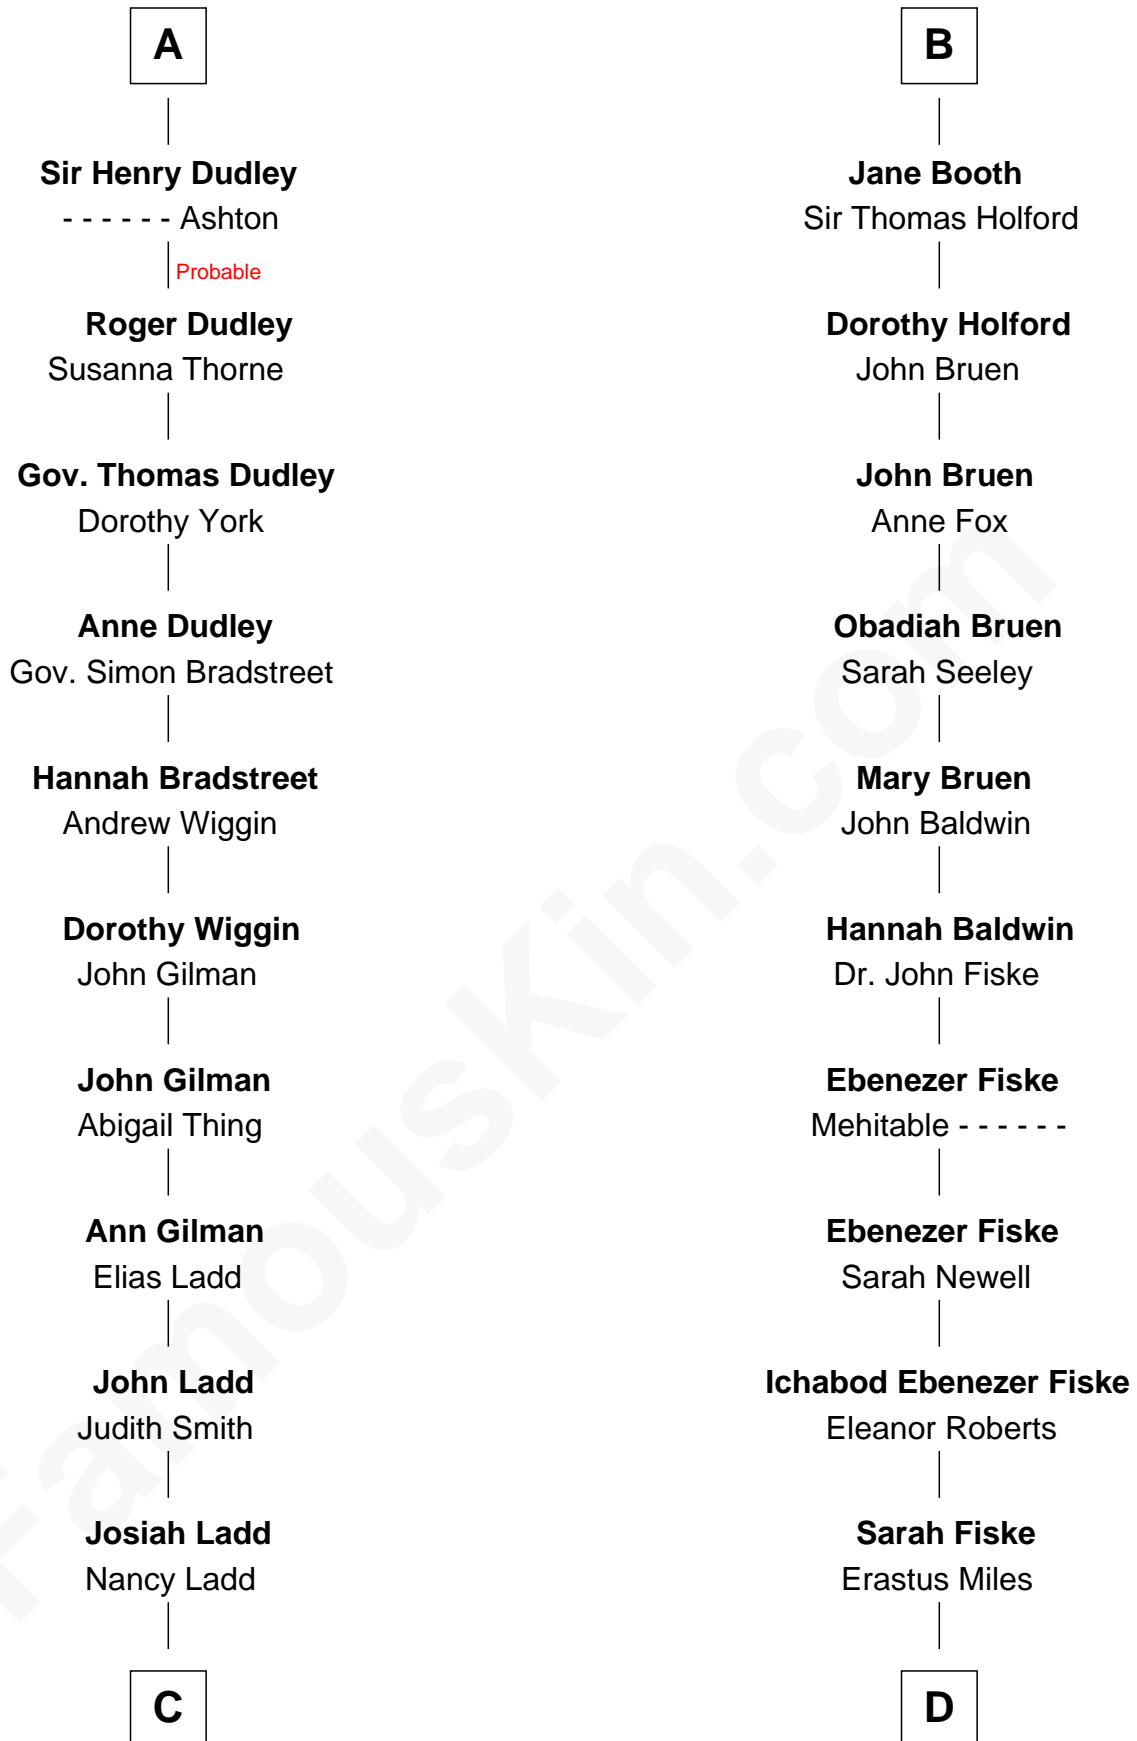 A
Sir Henry Dudley
- - - - - - Ashton
Probable
Roger Dudley
Susanna Thorne
Gov. Thomas Dudley
Dorothy York
Anne Dudley
Gov. Simon Bradstreet
Hannah Bradstreet
Andrew Wiggin
Dorothy Wiggin
John Gilman
John Gilman
Abigail Thing
Ann Gilman
Elias Ladd
John Ladd
Judith Smith
Josiah Ladd
Nancy Ladd
C
B
Jane Booth
Sir Thomas Holford
Dorothy Holford
John Bruen
John Bruen
Anne Fox
Obadiah Bruen
Sarah Seeley
Mary Bruen
John Baldwin
Hannah Baldwin
Dr. John Fiske
Ebenezer Fiske
Mehitable - - - - - -
Ebenezer Fiske
Sarah Newell
Ichabod Ebenezer Fiske
Eleanor Roberts
Sarah Fiske
Erastus Miles
D
FamousKin.com